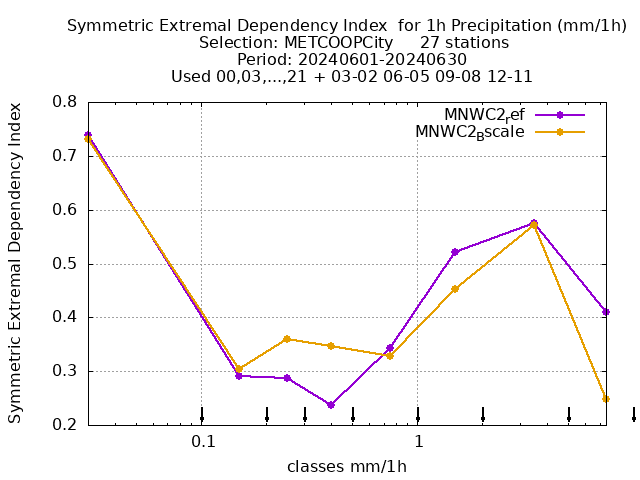 Symmetric Extremal Dependency Index  for 1h Precipitation (mm/1h)
Selection: METCOOPCity     27 stations
Period: 20240601-20240630
Used 00,03,...,21 + 03-02 06-05 09-08 12-11
MNWC2_ref
MNWC2_Bscale
Symmetric Extremal Dependency Index
0.8
0.7
0.6
0.5
0.4
0.3
0.2
0.1
1
classes mm/1h